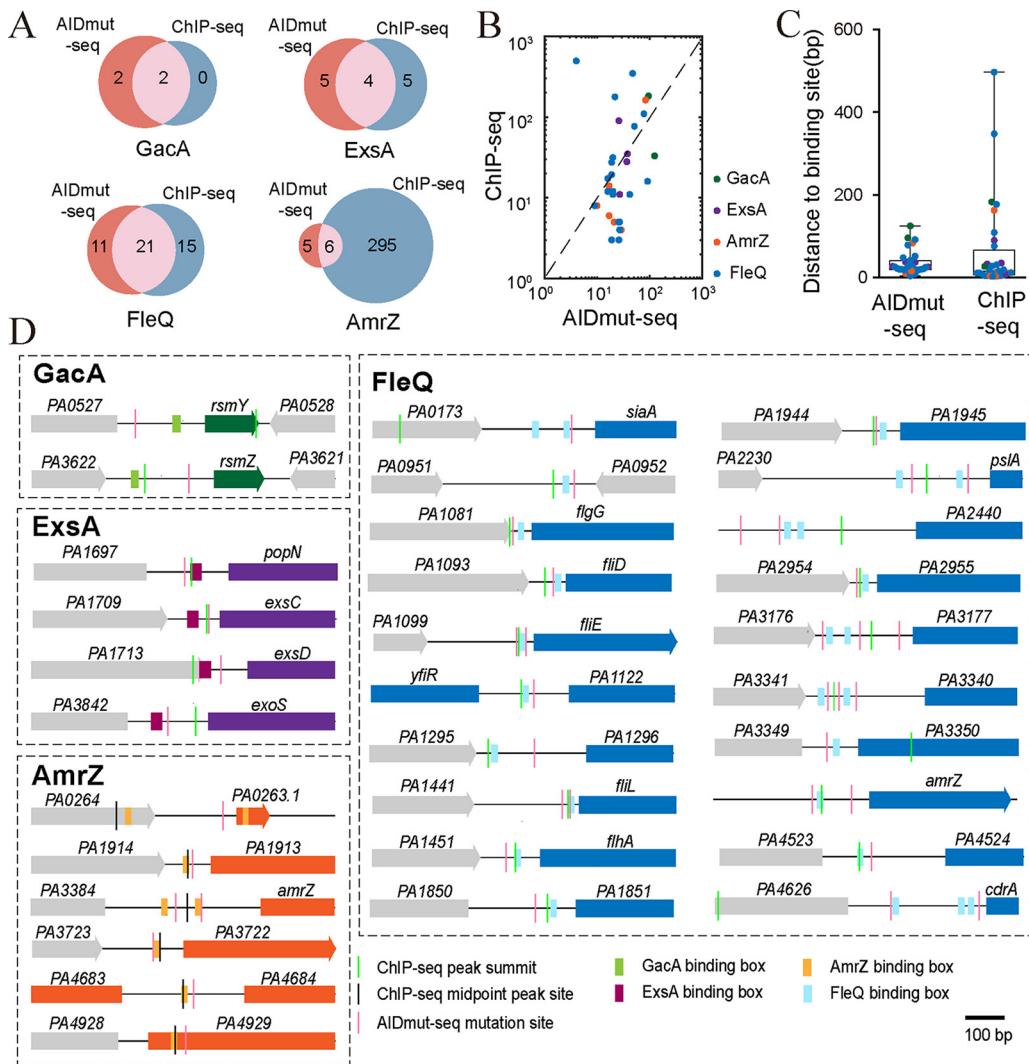 A
AIDmut
-seq
ChIP-seq
2
2
0
GacA
AIDmut
-seq
ChIP-seq
5
4
5
ExsA
AIDmut
-seq
ChIP-seq
11
21
15
FleQ
AIDmut
-seq
ChIP-seq
5
6
295
AmrZ
B
ChIP-seq
10³
10²
10¹
10⁰
10⁰
10¹
10²
10³
AIDmut-seq
GacA
ExsA
AmrZ
FleQ
C
Distance to binding site(bp)
600
400
200
0
AIDmut
-seq
ChIP
-seq
D
GacA
PA0527 rsmY PA0528
PA3622 rsmZ PA3621
ExsA
PA1697 popN
PA1709 exsC
PA1713 exsD
PA3842 exoS
AmrZ
PA0264 PA0263.1
PA1914 PA1913
PA3384 amrZ
PA3723 PA3722
PA4683 PA4684
PA4928 PA4929
FleQ
PA0173 siaA
PA0951 PA0952
PA1081 flgG
PA1093 fliD
PA1099 fliE
yfiR PA1122
PA1295 PA1296
PA1441 fliL
PA1451 flhA
PA1850 PA1851
PA1944 PA1945
PA2230 pslA
PA2440
PA2954 PA2955
PA3176 PA3177
PA3341 PA3340
PA3349 PA3350
amrZ
PA4523 PA4524
PA4626 cdrA
ChIP-seq peak summit
ChIP-seq midpoint peak site
AIDmut-seq mutation site
GacA binding box
ExsA binding box
AmrZ binding box
FleQ binding box
100 bp